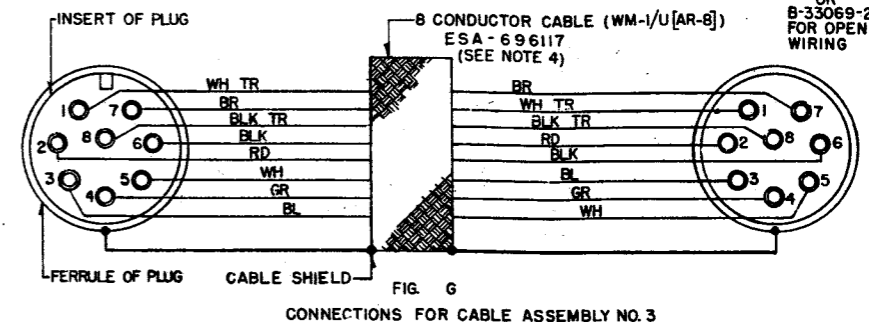 INSERT OF PLUG
8 CONDUCTOR CABLE (WM-1/U[AR-8])
ESA-696117
(SEE NOTE 4)
OR
B-33069-2
FOR OPEN
WIRING
WH TR
BR
BLK TR
BLK
RD
WH
GR
BL
1
7
8
2
6
3
5
4
BR
WH TR
BLK TR
RD
BLK
BL
GR
WH
1
7
8
2
6
3
5
4
FERRULE OF PLUG
CABLE SHIELD
FIG. G
CONNECTIONS FOR CABLE ASSEMBLY NO. 3